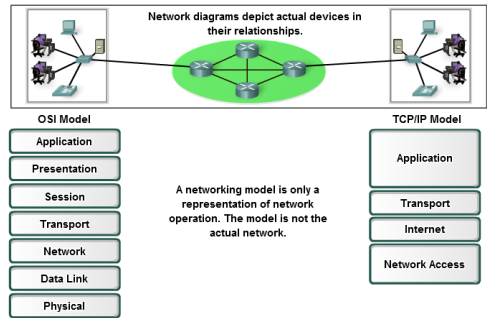 Network diagrams depict actual devices in
their relationships.
OSI Model
Application
Presentation
Session
Transport
Network
Data Link
Physical
A networking model is only a
representation of network
operation. The model is not the
actual network.
TCP/IP Model
Application
Transport
Internet
Network Access